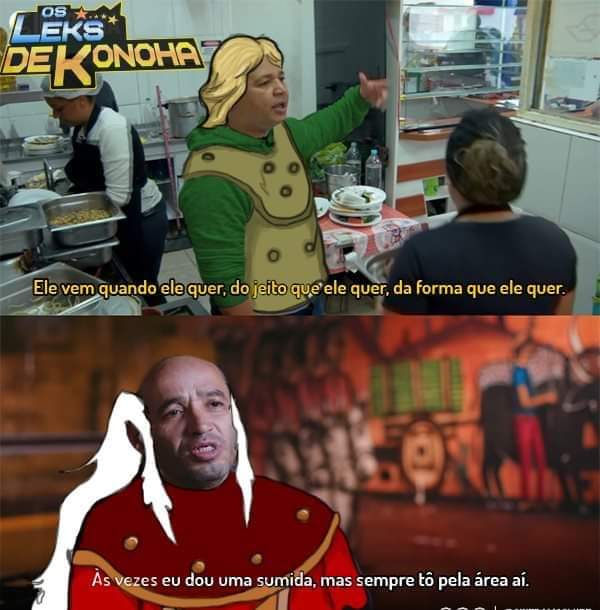 OS
LEKS
DE KONOHA
Ele vem quando ele quer, do jeito que ele quer, da forma que ele quer.
Às vezes eu dou uma sumida, mas sempre tô pela área aí.